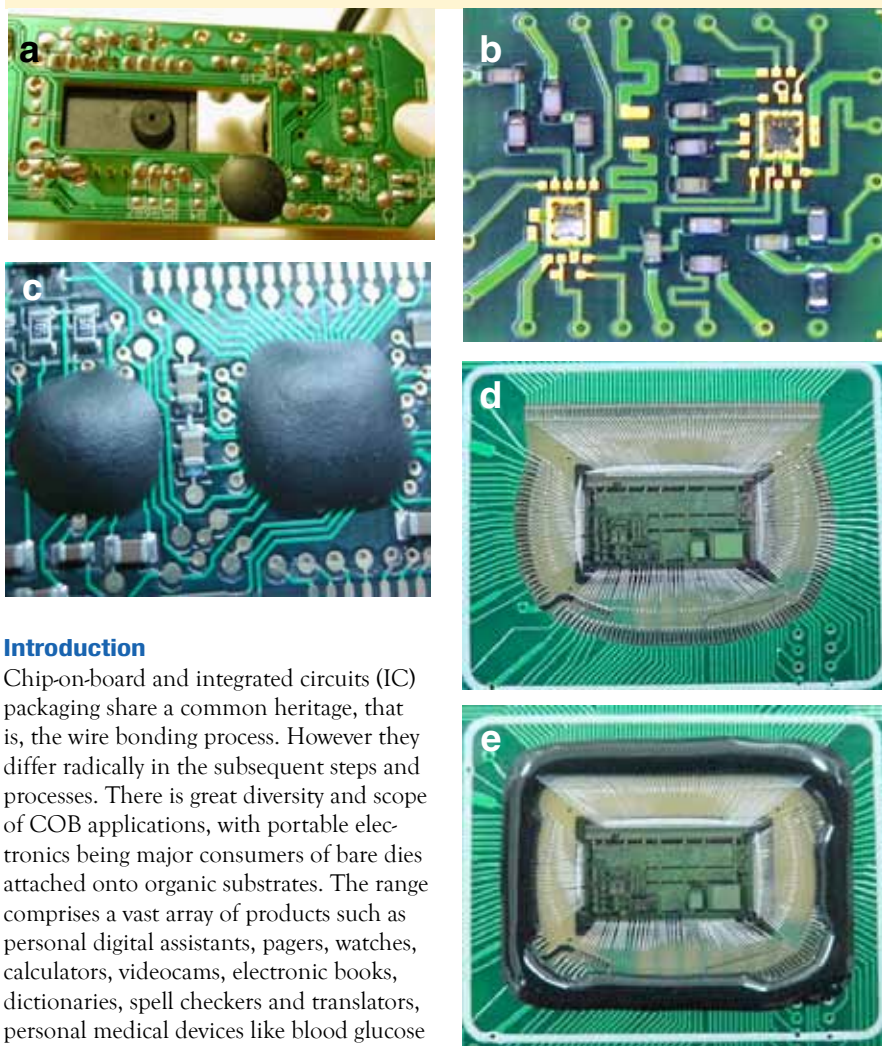 a
b
c
d
e
Introduction
Chip-on-board and integrated circuits (IC)
packaging share a common heritage, that
is, the wire bonding process. However they
differ radically in the subsequent steps and
processes. There is great diversity and scope
of COB applications, with portable elec-
tronics being major consumers of bare dies
attached onto organic substrates. The range
comprises a vast array of products such as
personal digital assistants, pagers, watches,
calculators, videocams, electronic books,
dictionaries, spell checkers and translators,
personal medical devices like blood glucose